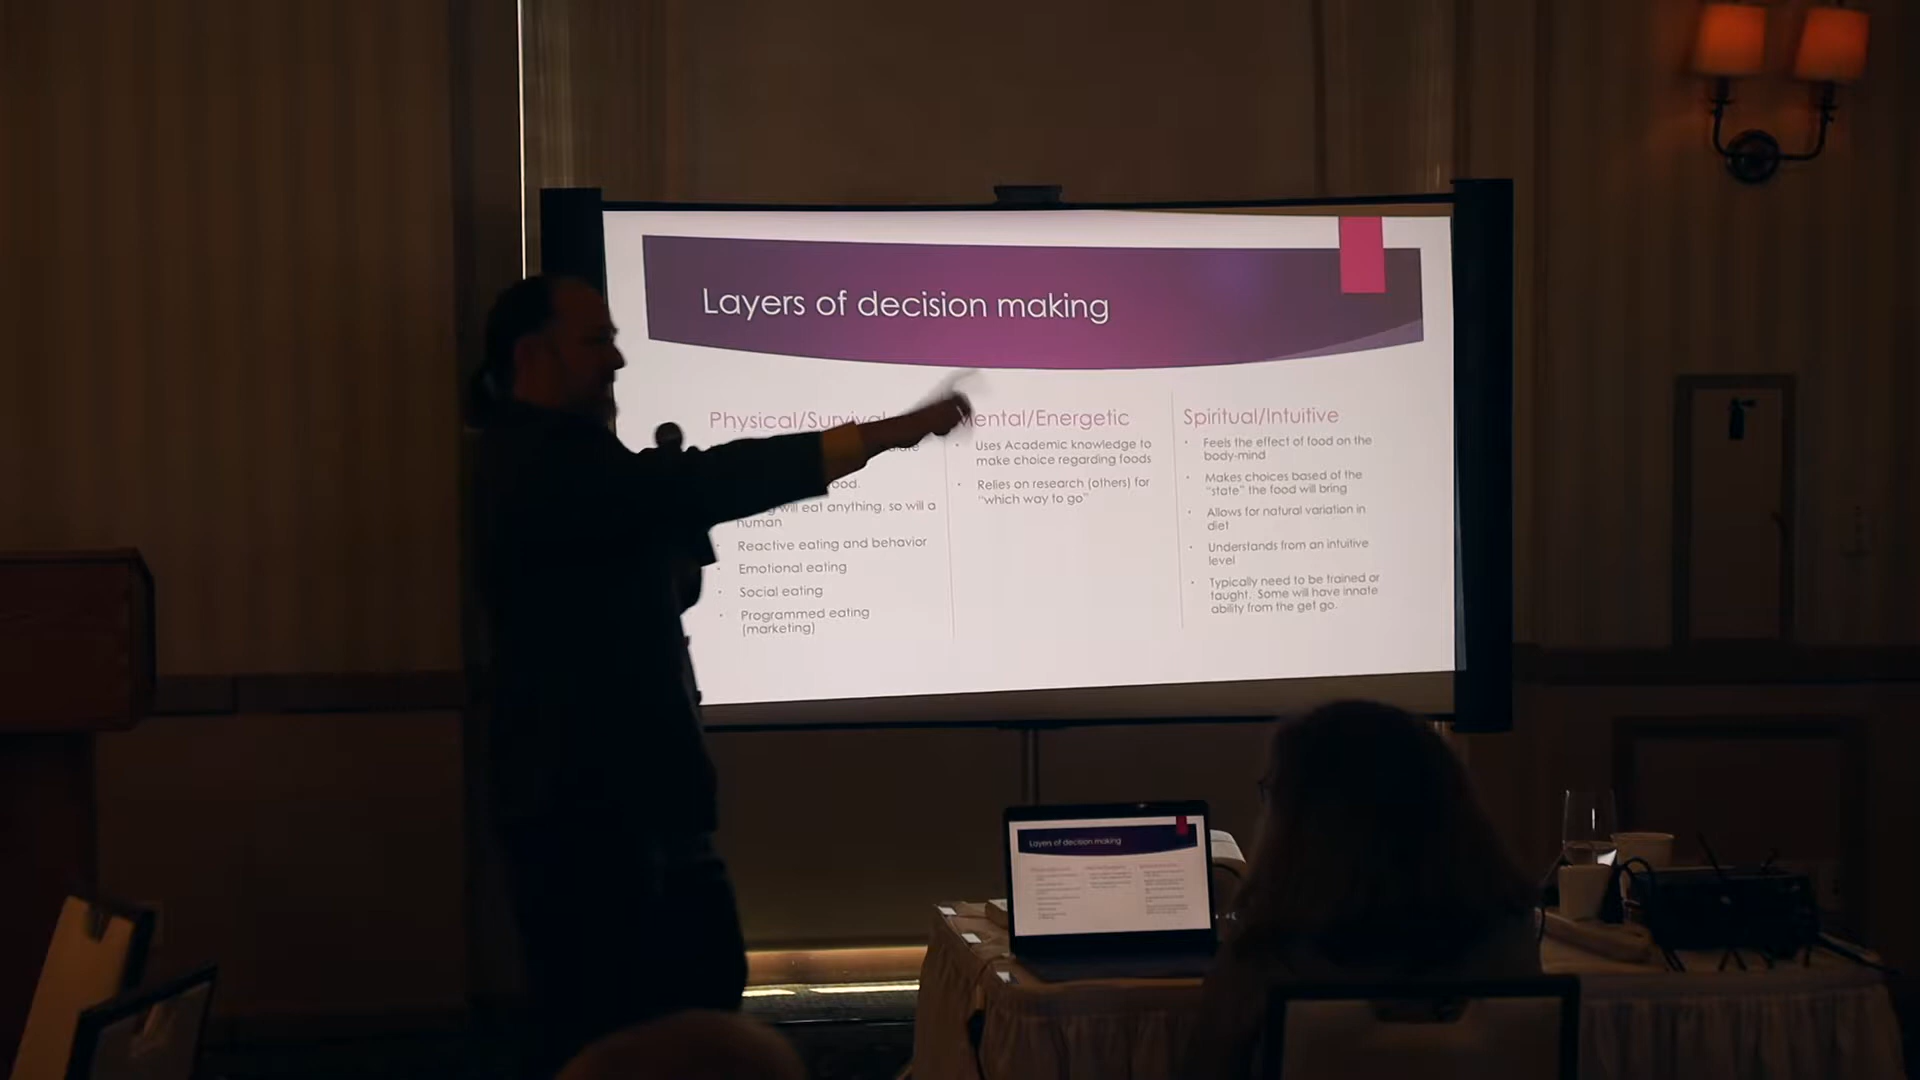 Layers of decision making
Physical/Survival
food.
will eat anything, so will a
human
Reactive eating and behavior
Emotional eating
Social eating
Programmed eating
(marketing)
Mental/Energetic
Uses Academic knowledge to
make choice regarding foods
Relies on research (others) for
"which way to go"
Spiritual/Intuitive
Feels the effect of food on the
body-mind
Makes choices based of the
"state" the food will bring
Allows for natural variation in
diet
Understands from an intuitive
level
Typically need to be trained or
taught. Some will have innate
ability from the get go.
Layers of decision making